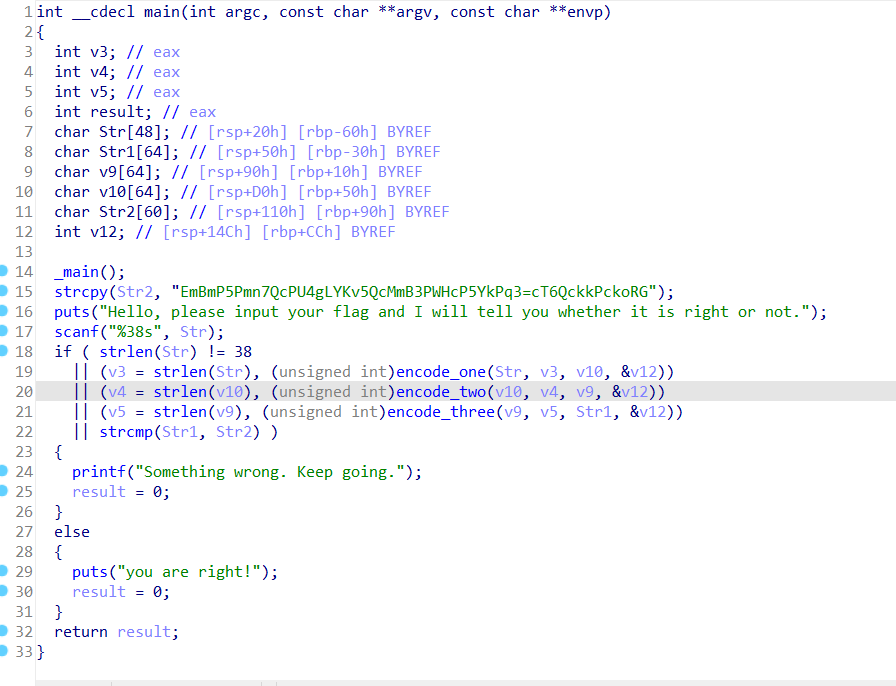 1 int __cdecl main(int argc, const char **argv, const char **envp)
2 {
3   int v3; // eax
4   int v4; // eax
5   int v5; // eax
6   int result; // eax
7   char Str[48]; // [rsp+20h] [rbp-60h] BYREF
8   char Str1[64]; // [rsp+50h] [rbp-30h] BYREF
9   char v9[64]; // [rsp+90h] [rbp+10h] BYREF
10   char v10[64]; // [rsp+D0h] [rbp+50h] BYREF
11   char Str2[60]; // [rsp+110h] [rbp+90h] BYREF
12   int v12; // [rsp+14Ch] [rbp+CCh] BYREF
13
14   _main();
15   strcpy(Str2, "EmBmP5Pmn7QcPU4gLYKv5QcMmB3PWHcP5YkPq3=cT6QckkPckoRG");
16   puts("Hello, please input your flag and I will tell you whether it is right or not.");
17   scanf("%38s", Str);
18   if ( strlen(Str) != 38
19     || (v3 = strlen(Str), (unsigned int)encode_one(Str, v3, v10, &v12))
20     || (v4 = strlen(v10), (unsigned int)encode_two(v10, v4, v9, &v12))
21     || (v5 = strlen(v9), (unsigned int)encode_three(v9, v5, Str1, &v12))
22     || strcmp(Str1, Str2) )
23   {
24     printf("Something wrong. Keep going.");
25     result = 0;
26   }
27   else
28   {
29     puts("you are right!");
30     result = 0;
31   }
32   return result;
33 }